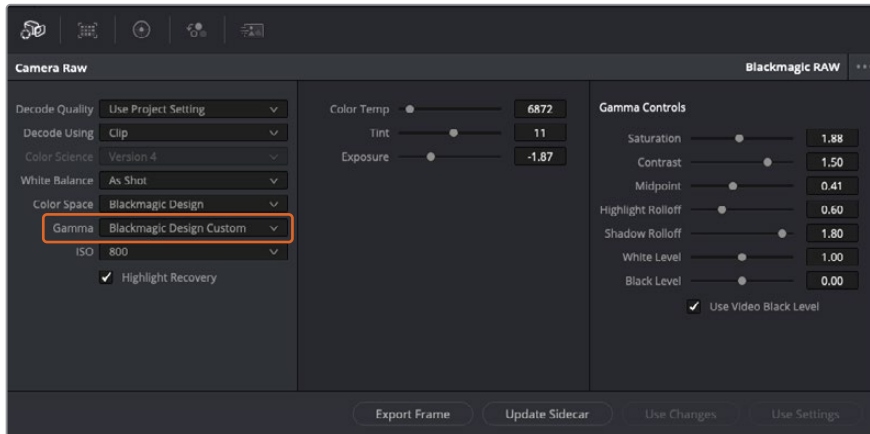 Camera Raw
Blackmagic RAW
Decode Quality Use Project Setting
Decode Using Clip
Color Science Version 4
White Balance As Shot
Color Space Blackmagic Design
Gamma Blackmagic Design Custom
ISO 800
Highlight Recovery
Color Temp 6872
Tint 11
Exposure -1.87
Gamma Controls
Saturation 1.88
Contrast 1.50
Midpoint 0.41
Highlight Rolloff 0.60
Shadow Rolloff 1.80
White Level 1.00
Black Level 0.00
Use Video Black Level
Export Frame Update Sidecar Use Changes Use Settings